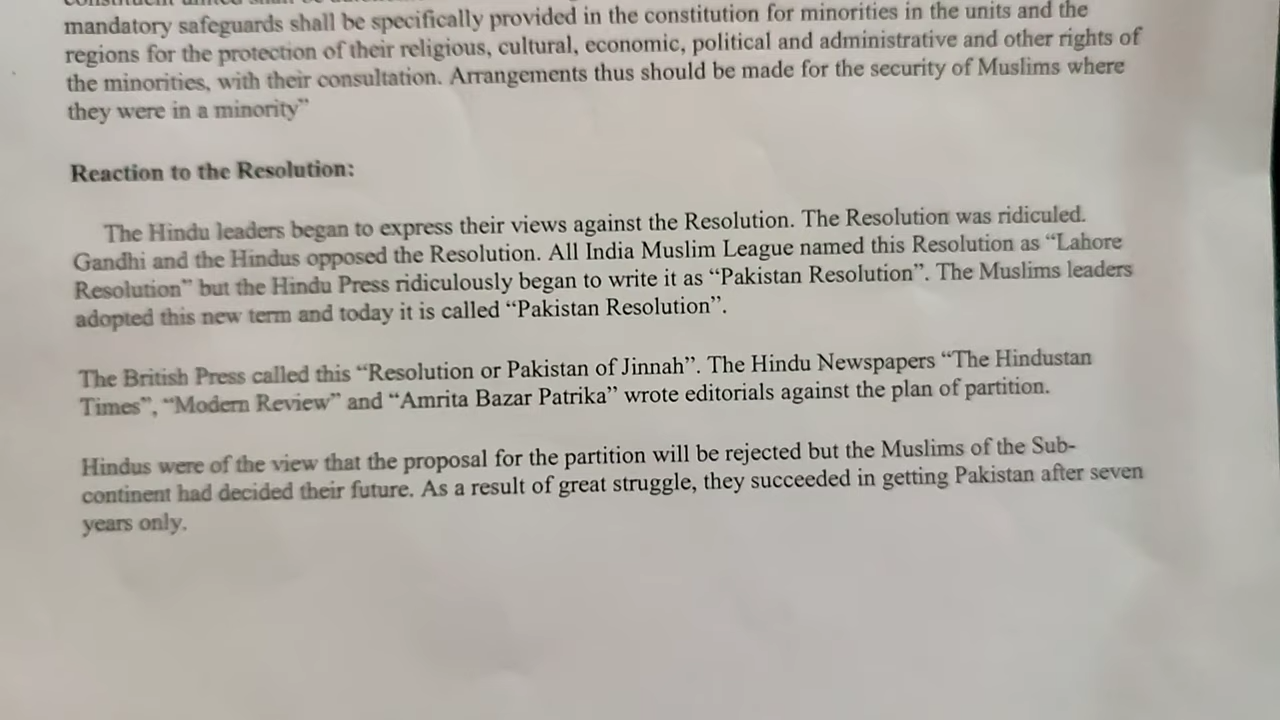 mandatory safeguards shall be specifically provided in the constitution for minorities in the units and the
regions for the protection of their religious, cultural, economic, political and administrative and other rights of
the minorities, with their consultation. Arrangements thus should be made for the security of Muslims where
they were in a minority”
Reaction to the Resolution:
The Hindu leaders began to express their views against the Resolution. The Resolution was ridiculed.
Gandhi and the Hindus opposed the Resolution. All India Muslim League named this Resolution as “Lahore
Resolution” but the Hindu Press ridiculously began to write it as “Pakistan Resolution”. The Muslims leaders
adopted this new term and today it is called “Pakistan Resolution”.
The British Press called this “Resolution or Pakistan of Jinnah”. The Hindu Newspapers “The Hindustan
Times”, “Modern Review” and “Amrita Bazar Patrika” wrote editorials against the plan of partition.
Hindus were of the view that the proposal for the partition will be rejected but the Muslims of the Sub-
continent had decided their future. As a result of great struggle, they succeeded in getting Pakistan after seven
years only.